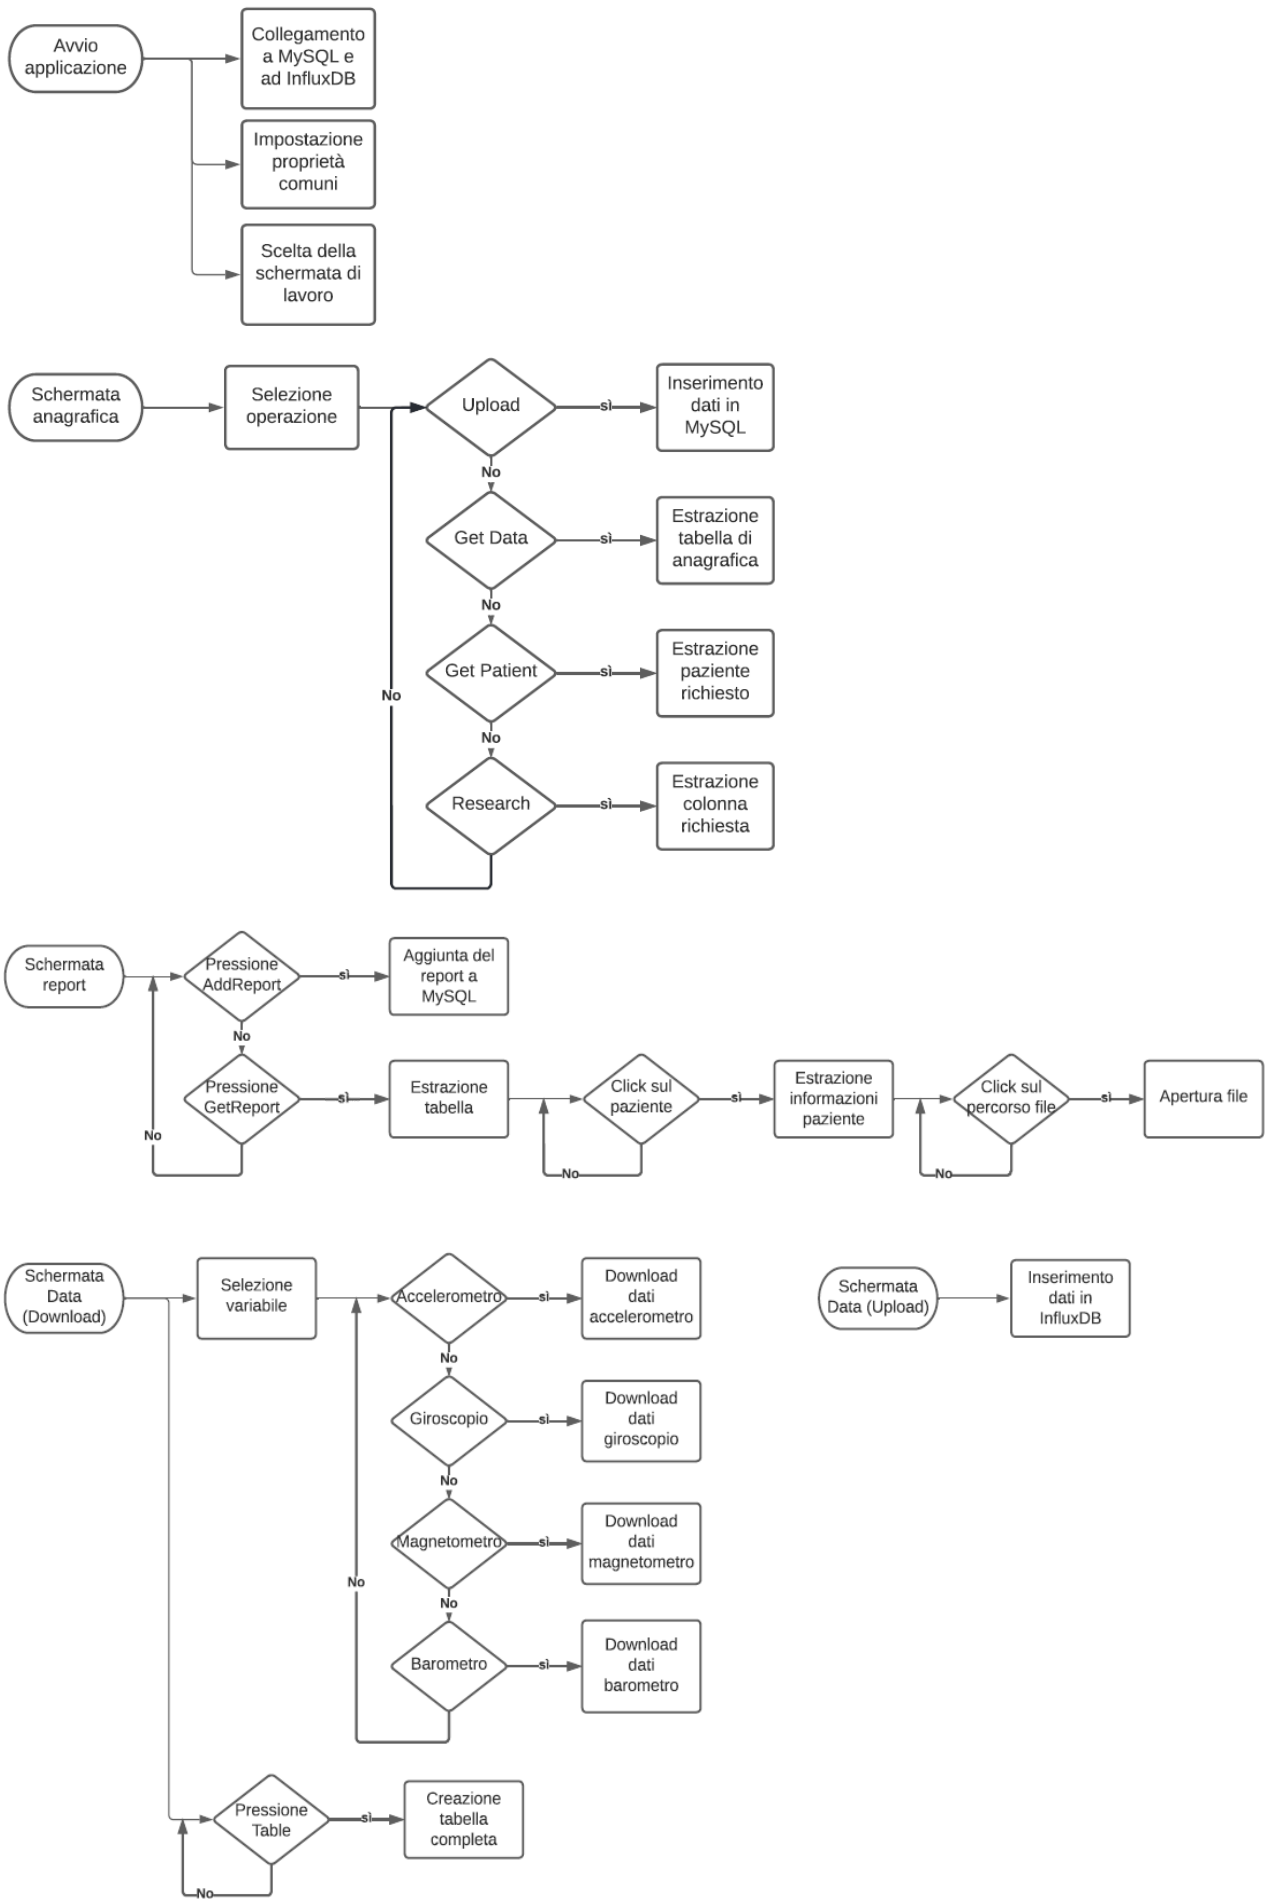 Avvio
applicazione
Collegamento
a MySQL e
ad InfluxDB
Impostazione
proprietà
comuni
Scelta della
schermata di
lavoro
Schermata
anagrafica
Selezione
operazione
Upload
sì
Inserimento
dati in
MySQL
No
Get Data
sì
Estrazione
tabella di
anagrafica
No
Get Patient
sì
Estrazione
paziente
richiesto
No
No
Research
sì
Estrazione
colonna
richiesta
Schermata
report
Pressione
AddReport
sì
Aggiunta del
report a
MySQL
No
Pressione
GetReport
sì
Estrazione
tabella
Click sul
paziente
sì
Estrazione
informazioni
paziente
Click sul
percorso file
sì
Apertura file
No
No
No
Schermata
Data
(Download)
Selezione
variabile
Accelerometro
sì
Download
dati
accelerometro
Schermata
Data (Upload)
Inserimento
dati in
InfluxDB
No
Giroscopio
sì
Download
dati
giroscopio
No
Magnetometro
sì
Download
dati
magnetometro
No
No
Barometro
sì
Download
dati
barometro
Pressione
Table
sì
Creazione
tabella
completa
No